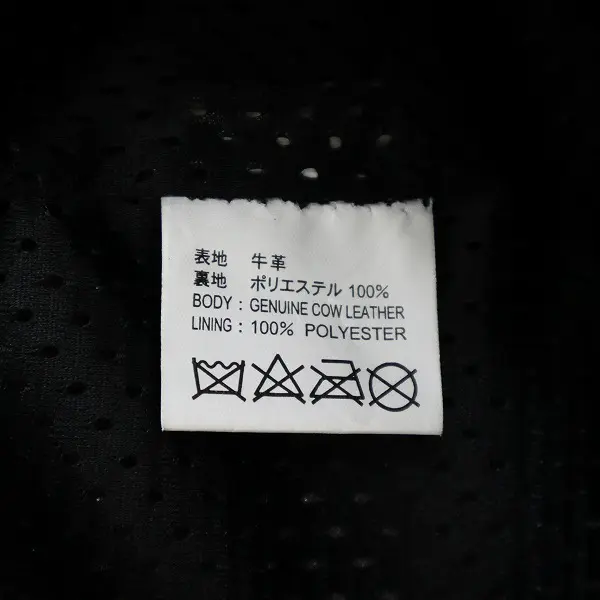 表地 牛革
裏地 ポリエステル 100%
BODY : GENUINE COW LEATHER
LINING : 100% POLYESTER